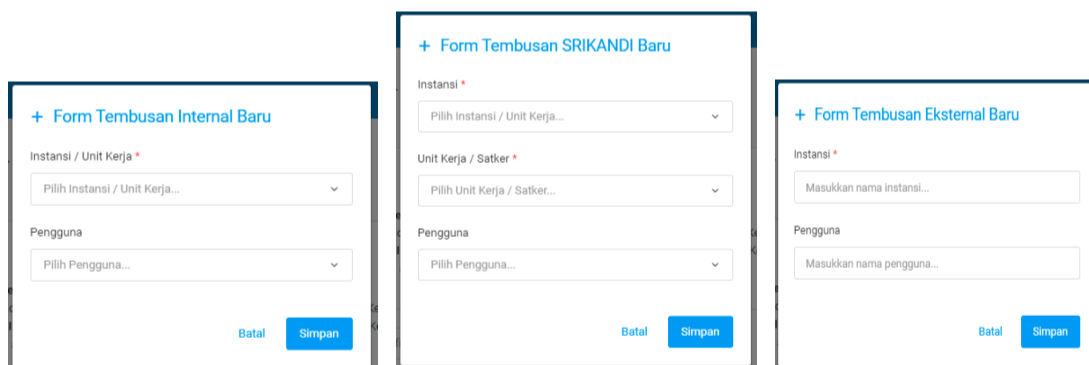 + Form Tembusan Internal Baru
Instansi / Unit Kerja *
Pilih Instansi / Unit Kerja...
Pengguna
Pilih Pengguna...
Batal
Simpan
+ Form Tembusan SRIKANDI Baru
Instansi *
Pilih Instansi / Unit Kerja...
Unit Kerja / Satker *
Pilih Unit Kerja / Satker...
Pengguna
Pilih Pengguna...
Batal
Simpan
+ Form Tembusan Eksternal Baru
Instansi *
Masukkan nama instansi...
Pengguna
Masukkan nama pengguna...
Batal
Simpan